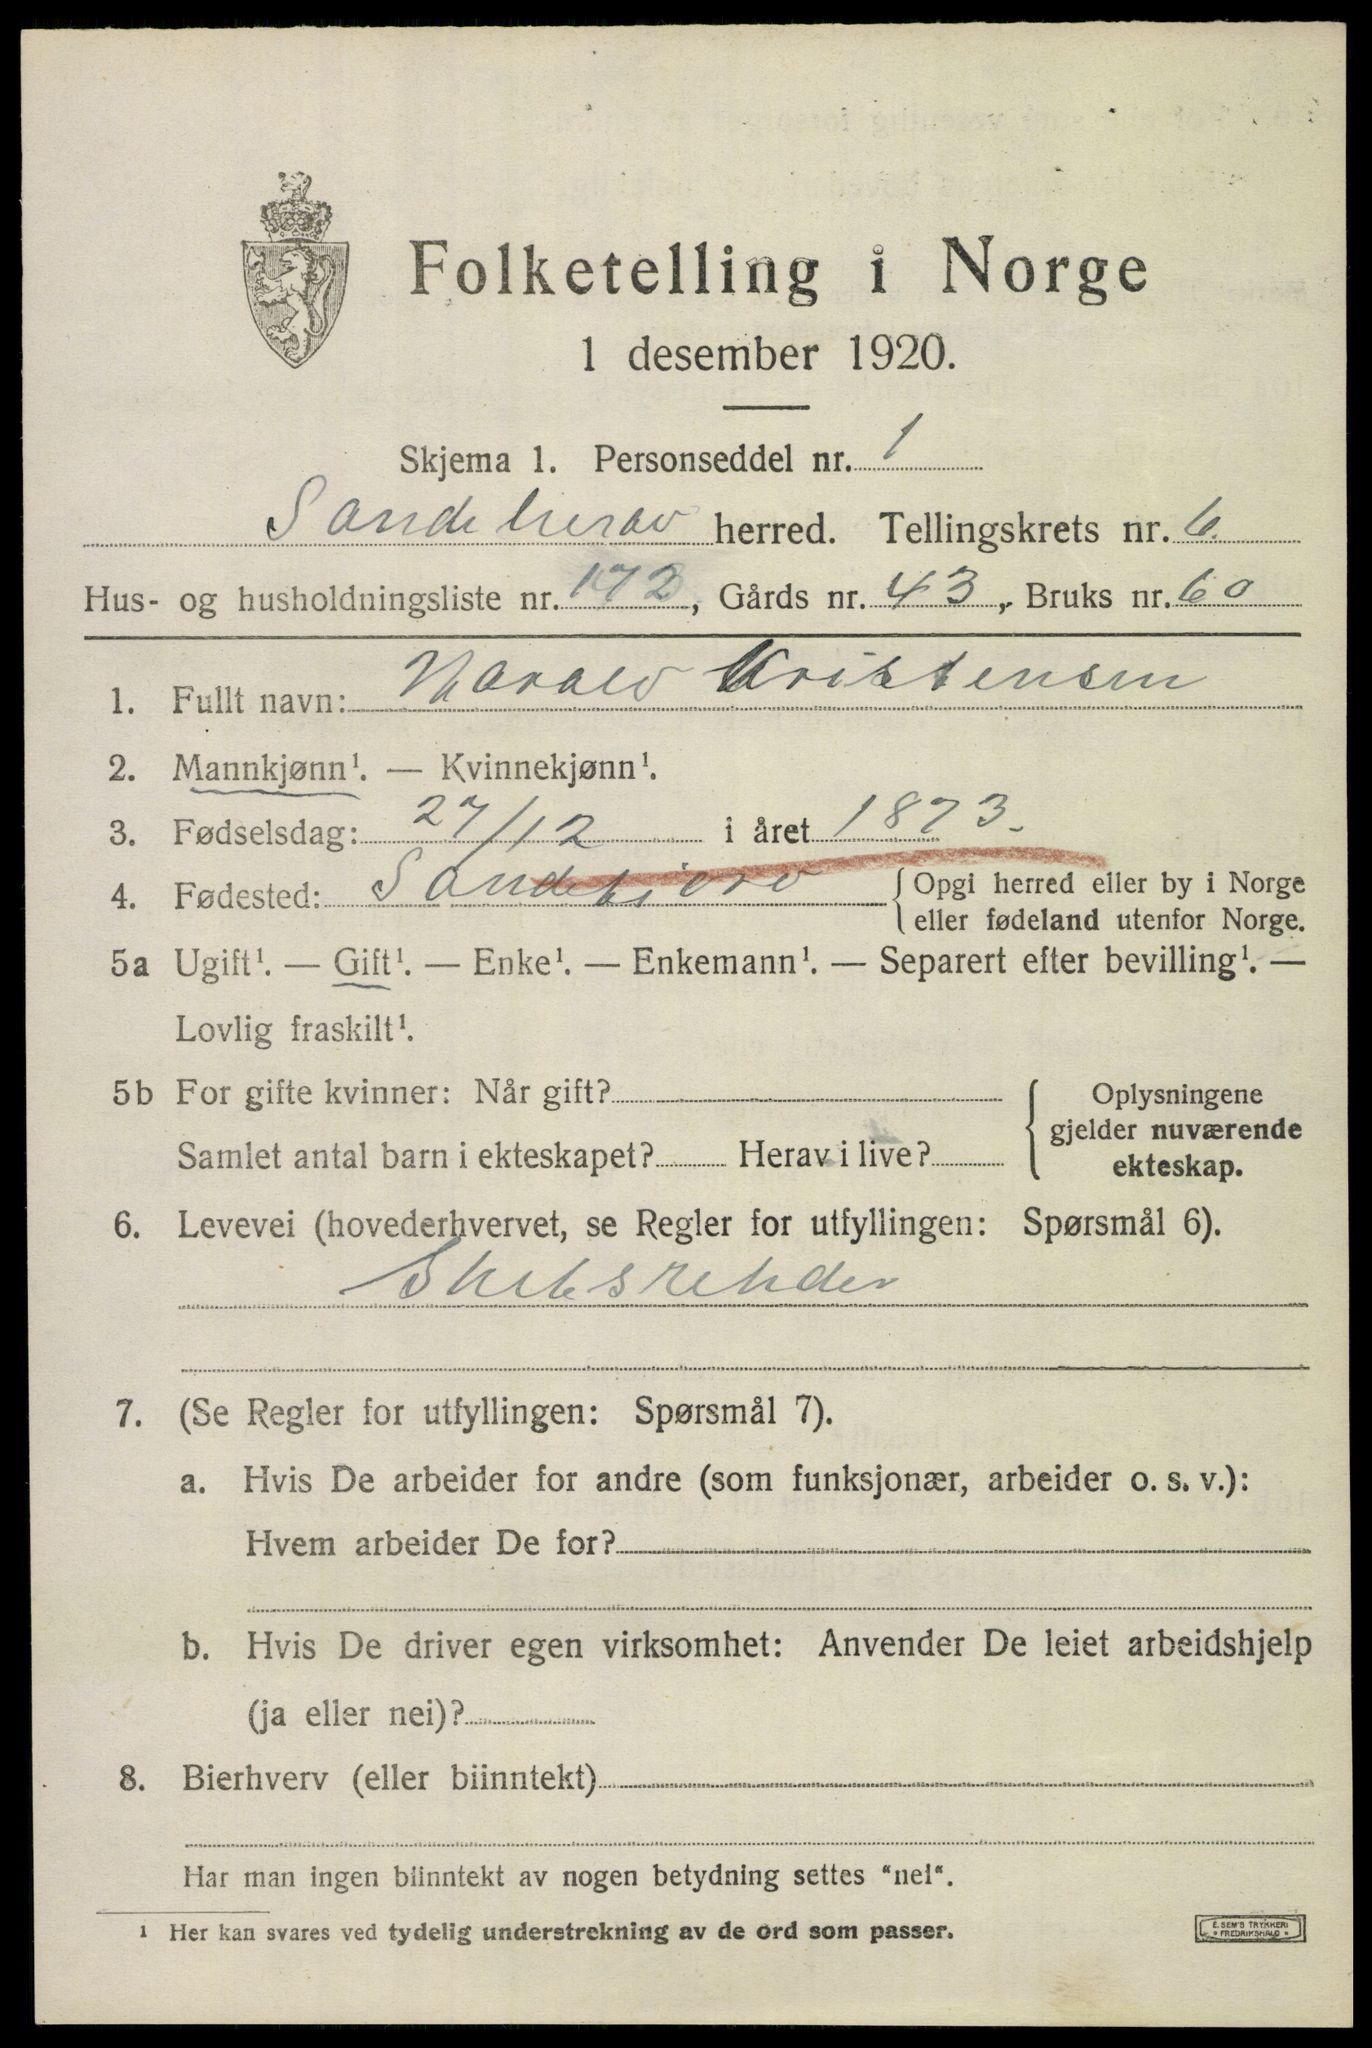 Folketelling i Norge
1 desember 1920.
Skjema 1. Personseddel nr. 1
Sandeherav herred. Tellingskrets nr. 6.
Hus- og husholdningsliste nr. 172, Gårds nr. 43, Bruks nr. 60
1. Fullt navn: Harald Kristensen
2. Mannkjønn¹. — Kvinnekjønn¹.
3. Fødselsdag: 27/12 i året 1873.
4. Fødested: Sandefiord { Opgi herred eller by i Norge
eller fødeland utenfor Norge.
5a Ugift¹. — Gift¹. — Enke¹. — Enkemann¹. — Separert efter bevilling¹. —
Lovlig fraskilt¹.
5b For gifte kvinner: Når gift?
Samlet antal barn i ekteskapet? Herav i live?
{ Oplysningene
gjelder nuværende
ekteskap.
6. Levevei (hovederhvervet, se Regler for utfyllingen: Spørsmål 6).
Skibsreder
7. (Se Regler for utfyllingen: Spørsmål 7).
a. Hvis De arbeider for andre (som funksjonær, arbeider o. s. v.):
Hvem arbeider De for?
b. Hvis De driver egen virksomhet: Anvender De leiet arbeidshjelp
(ja eller nei)?
8. Bierhverv (eller biinntekt)
Har man ingen biinntekt av nogen betydning settes "nei".
¹ Her kan svares ved tydelig understrekning av de ord som passer.
E. SEM'S TRYKKERI
* FREDRIKSHALD *